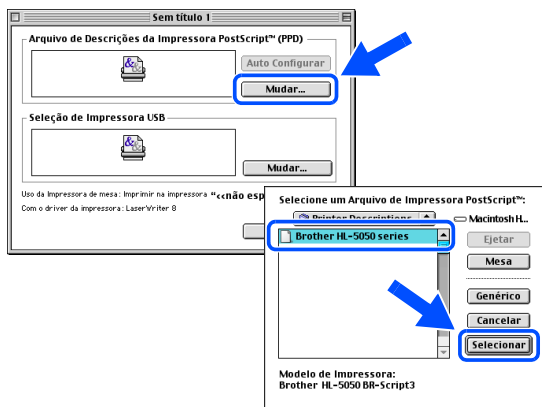 Sem título 1
Arquivo de Descrições da Impressora PostScript™ (PPD)
Auto Configurar
Mudar...
Seleção de Impressora USB
Mudar...
Uso da Impressora de mesa: Imprimir na impressora "<<não esp
Com o driver da impressora: LaserWriter 8
Selecione um Arquivo de Impressora PostScript™:
Printer Descriptions
Macintosh H...
Brother HL-5050 series
Ejetar
Mesa
Genérico
Cancelar
Selecionar
Modelo de Impressora:
Brother HL-5050 BR-Script3